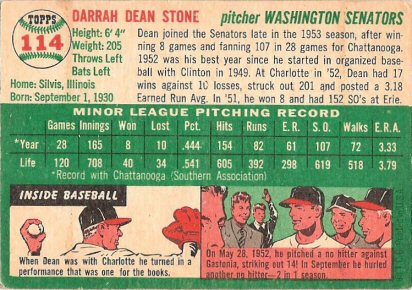 TOPPS
114
DARRAH DEAN STONE
pitcher WASHINGTON SENATORS
Height: 6' 4"
Weight: 205
Throws Left
Bats Left
Home: Silvis, Illinois
Born: September 1, 1930
Dean joined the Senators late in the 1953 season, after
winning 8 games and fanning 107 in 28 games for Chattanooga.
1952 was his best year since he started in organized base-
ball with Clinton in 1949. At Charlotte in '52, Dean had 17
wins against 10 losses, struck out 201 and posted a 3.18
Earned Run Avg. In '51, he won 8 and had 152 SO's at Erie.
MINOR LEAGUE PITCHING RECORD
Games Innings Won Lost Pct. Hits Runs E.R. S.O. Walks E.R.A.
*Year 28 165 8 10 .444 154 82 61 107 72 3.33
Life 120 708 40 34 .541 605 392 298 619 518 3.79
*Record with Chattanooga (Southern Association)
INSIDE BASEBALL
When Dean was with Charlotte he turned in a
performance that was one for the books.
On May 28, 1952, he pitched a no hitter against
Gastonia, striking out 14! In September he hurled
another no hitter—2 in 1 season.